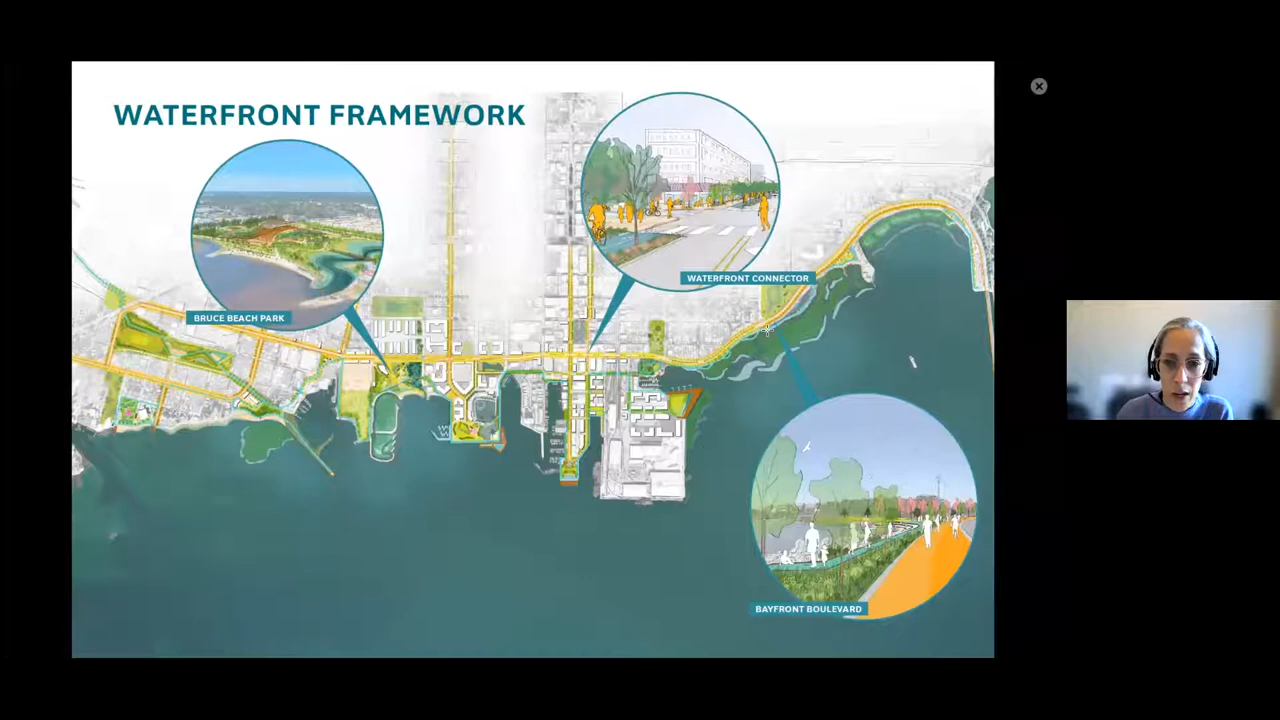 WATERFRONT FRAMEWORK
WATERFRONT CONNECTOR
BRUCE BEACH PARK
BAYFRONT BOULEVARD